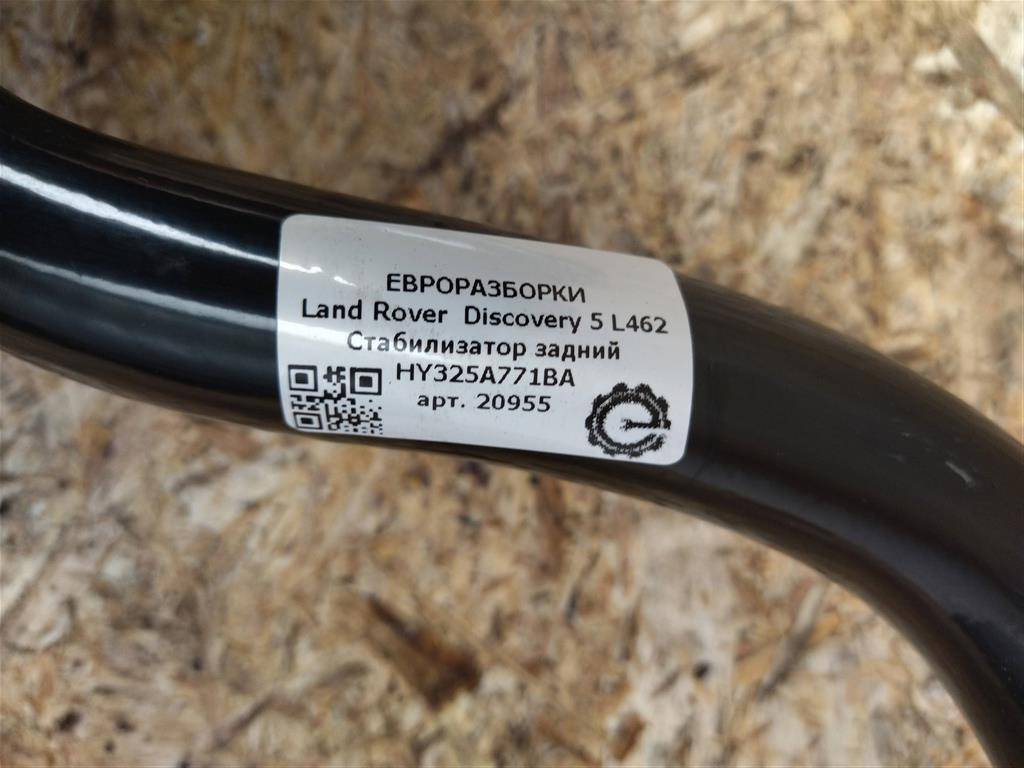 ЕВРОРАЗБОРКИ
Land Rover Discovery 5 L462
Стабилизатор задний
HY325A771BA
арт. 20955